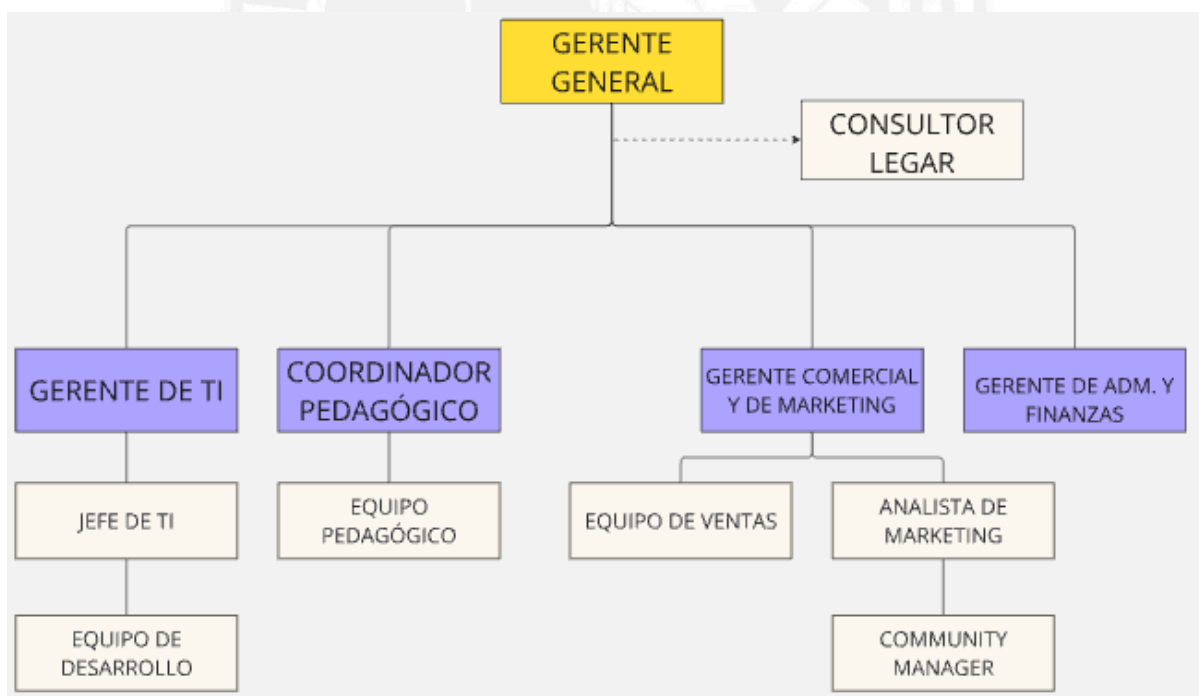 GERENTE
GENERAL
CONSULTOR
LEGAR
GERENTE DE TI
COORDINADOR
PEDAGÓGICO
GERENTE COMERCIAL
Y DE MARKETING
GERENTE DE ADM. Y
FINANZAS
JEFE DE TI
EQUIPO
PEDAGÓGICO
EQUIPO DE VENTAS
ANALISTA DE
MARKETING
EQUIPO DE
DESARROLLO
COMMUNITY
MANAGER